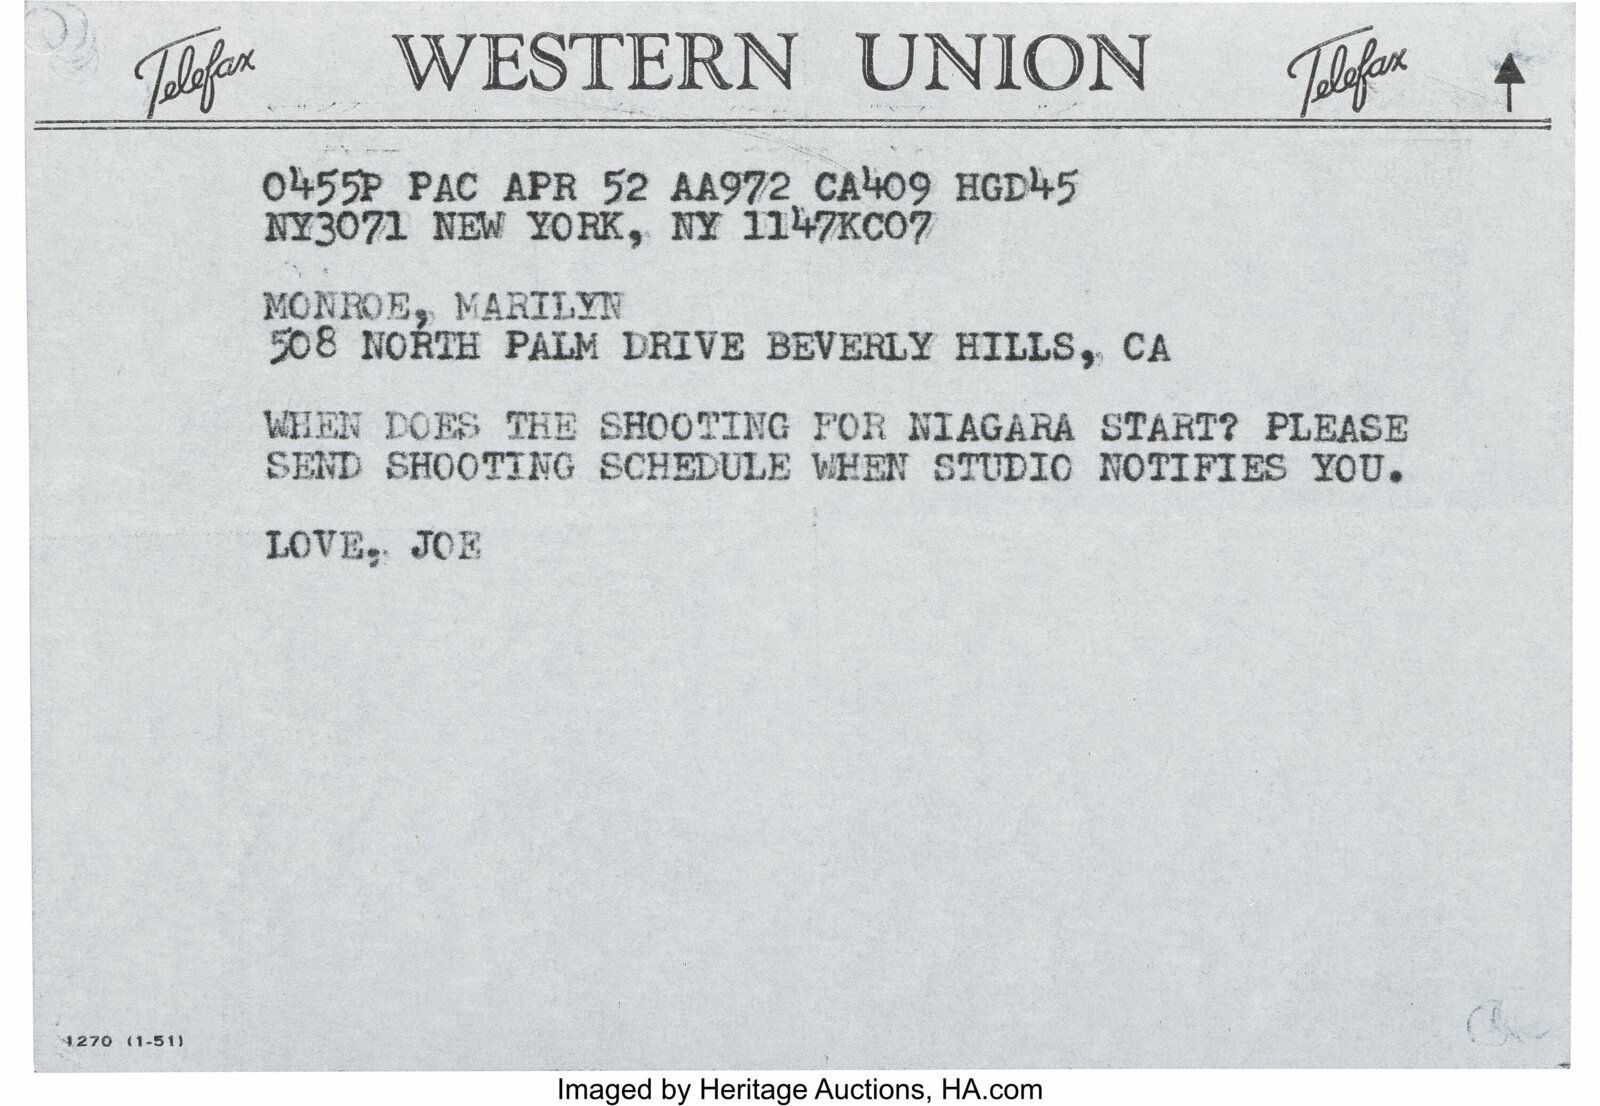 Telefax WESTERN UNION Telefax
0455P PAC APR 52 AA972 CA409 HGD45
NY3071 NEW YORK, NY 1147KC07
MONROE, MARILYN
508 NORTH PALM DRIVE BEVERLY HILLS, CA
WHEN DOES THE SHOOTING FOR NIAGARA START? PLEASE
SEND SHOOTING SCHEDULE WHEN STUDIO NOTIFIES YOU.
LOVE, JOE
1270 (1-51)
Imaged by Heritage Auctions, HA.com